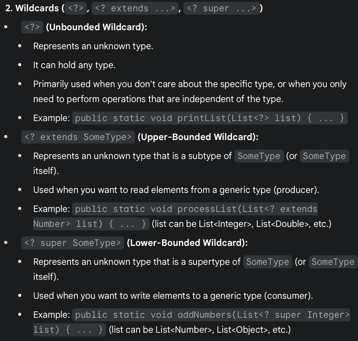 2. Wildcards (<?>, <? extends ...>, <? super ...>)
• <?> (Unbounded Wildcard):
• Represents an unknown type.
• It can hold any type.
• Primarily used when you don't care about the specific type, or when you only
need to perform operations that are independent of the type.
• Example: public static void printList(List<?> list) { ... }
• <? extends SomeType> (Upper-Bounded Wildcard):
• Represents an unknown type that is a subtype of SomeType (or SomeType
itself).
• Used when you want to read elements from a generic type (producer).
• Example: public static void processList(List<? extends
Number> list) { ... } (list can be List<Integer>, List<Double>, etc.)
• <? super SomeType> (Lower-Bounded Wildcard):
• Represents an unknown type that is a supertype of SomeType (or SomeType
itself).
• Used when you want to write elements to a generic type (consumer).
• Example: public static void addNumbers(List<? super Integer>
list) { ... } (list can be List<Number>, List<Object>, etc.)